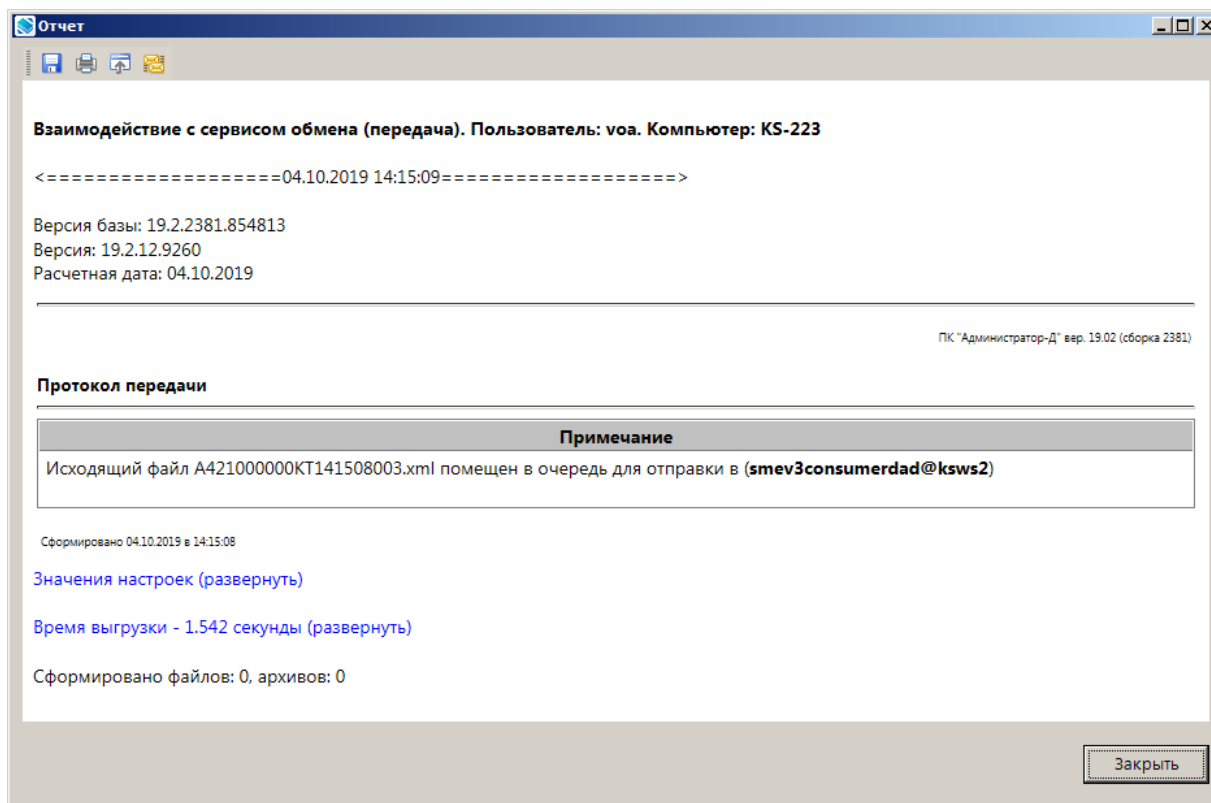 Отчет
Взаимодействие с сервисом обмена (передача). Пользователь: voa. Компьютер: KS-223
<===================04.10.2019 14:15:09===================>
Версия базы: 19.2.2381.854813
Версия: 19.2.12.9260
Расчетная дата: 04.10.2019
ПК "Администратор-Д" вер. 19.02 (сборка 2381)
Протокол передачи
Примечание
Исходящий файл A421000000KT141508003.xml помещен в очередь для отправки в (smev3consumerdad@ksws2)
Сформировано 04.10.2019 в 14:15:08
Значения настроек (развернуть)
Время выгрузки - 1.542 секунды (развернуть)
Сформировано файлов: 0, архивов: 0
Закрыть